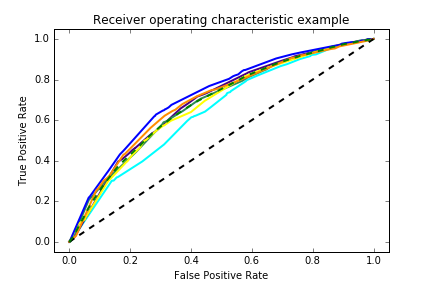 Receiver operating characteristic example
1.0
0.8
0.6
0.4
0.2
0.0
True Positive Rate
0.0 0.2 0.4 0.6 0.8 1.0
False Positive Rate